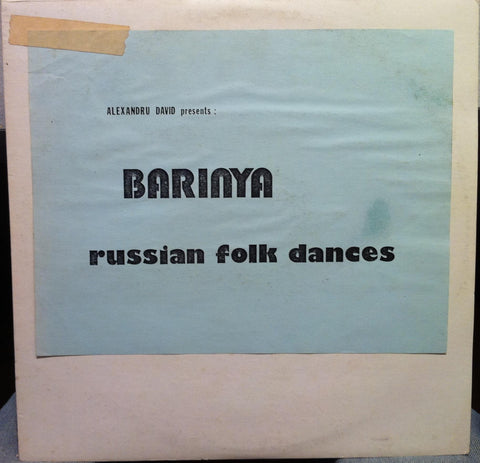 ALEXANDRU DAVID presents :
BARINYA
russian folk dances